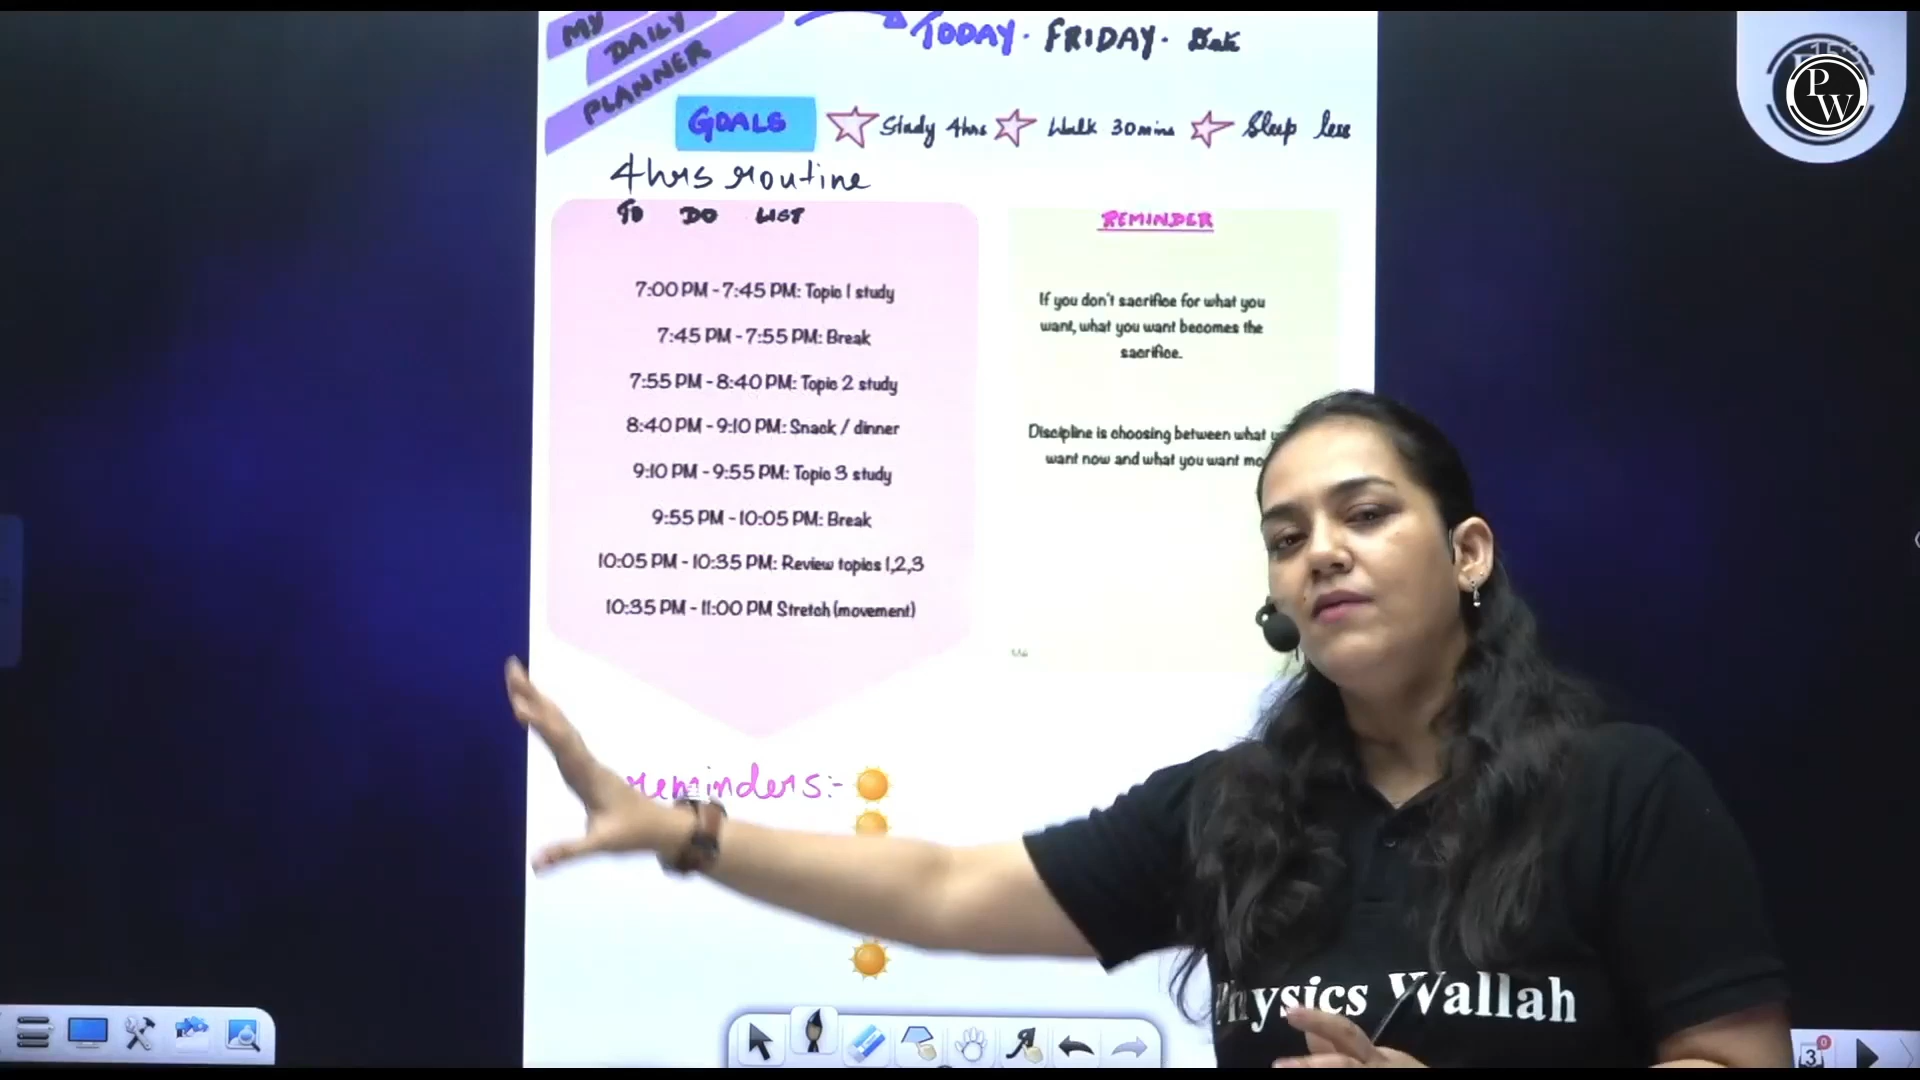 MY
DAILY
PLANNER
TODAY. FRIDAY. Date
GOALS Study 4hrs Walk 30mins Sleep less
4hrs routine
TO DO LIST
7:00 PM - 7:45 PM: Topic 1 study
7:45 PM - 7:55 PM: Break
7:55 PM - 8:40 PM: Topic 2 study
8:40 PM - 9:10 PM: Snack / dinner
9:10 PM - 9:55 PM: Topic 3 study
9:55 PM - 10:05 PM: Break
10:05 PM - 10:35 PM: Review topics 1,2,3
10:35 PM - 11:00 PM Stretch (movement)
REMINDER
If you don't sacrifice for what you
want, what you want becomes the
sacrifice.
Discipline is choosing between what
want now and what you want
reminders:-
PW
Physics Wallah
3
0